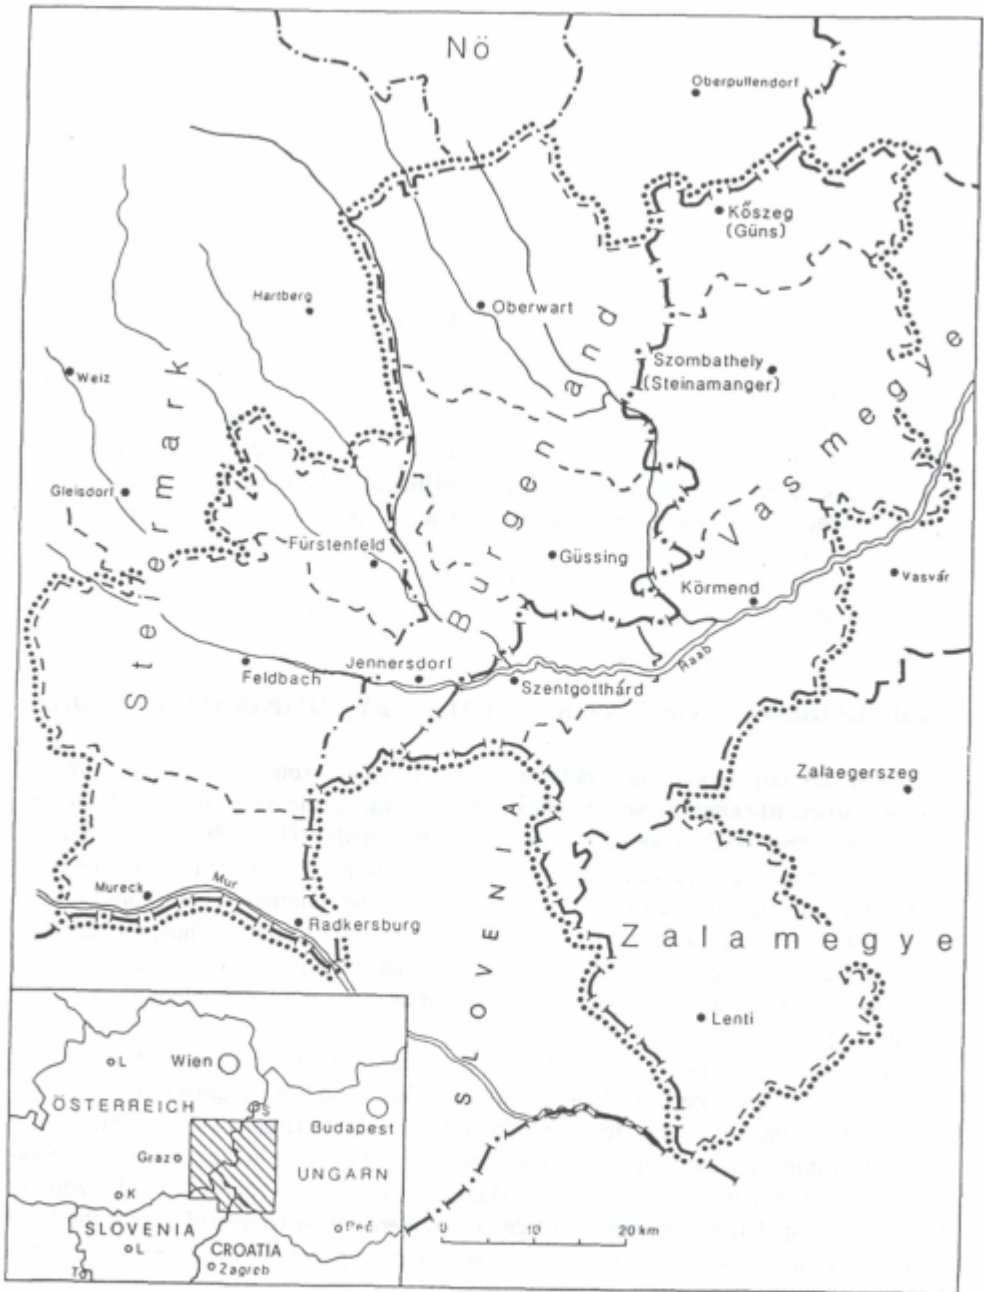 Nö
Oberpullendorf
Kőszeg
(Güns)
Hartberg
Oberwart
Szombathely
(Steinamanger)
Weiz
Steiermark
Burgenland
Vasmegye
Gleisdorf
Fürstenfeld
Güssing
Körmend
Vasvár
Feldbach
Jennersdorf
Szentgotthárd
Raab
Zalaegerszeg
Mureck
Mur
Radkersburg
SLOVENIA
Zalamegye
Lenti
L
Wien
ÖSTERREICH
S
Budapest
Graz
UNGARN
K
SLOVENIA
L
CROATIA
Zagreb
0 10 20 km